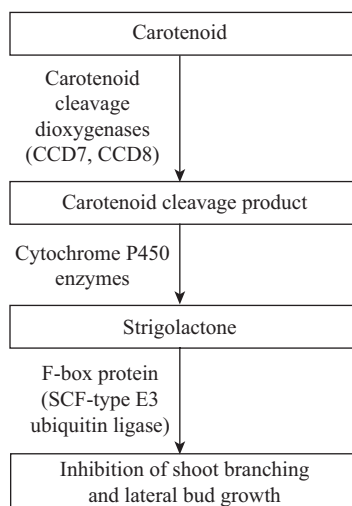 Carotenoid
Carotenoid
cleavage
dioxygenases
(CCD7, CCD8)
Carotenoid cleavage product
Cytochrome P450
enzymes
Strigolactone
F-box protein
(SCF-type E3
ubiquitin ligase)
Inhibition of shoot branching
and lateral bud growth